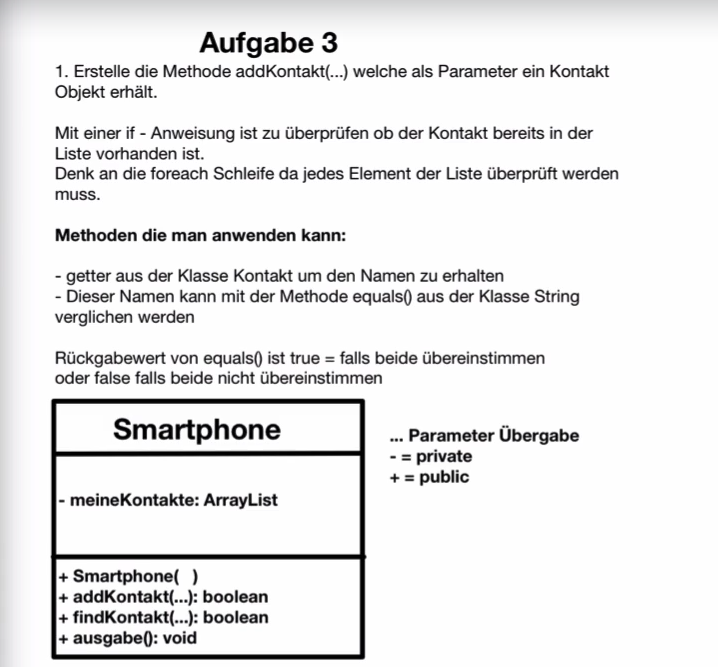 Aufgabe 3
1. Erstelle die Methode addKontakt(...) welche als Parameter ein Kontakt
Objekt erhält.
Mit einer if - Anweisung ist zu überprüfen ob der Kontakt bereits in der
Liste vorhanden ist.
Denk an die foreach Schleife da jedes Element der Liste überprüft werden
muss.
Methoden die man anwenden kann:
- getter aus der Klasse Kontakt um den Namen zu erhalten
- Dieser Namen kann mit der Methode equals() aus der Klasse String
verglichen werden
Rückgabewert von equals() ist true = falls beide übereinstimmen
oder false falls beide nicht übereinstimmen
Smartphone
- meineKontakte: ArrayList
+ Smartphone( )
+ addKontakt(...): boolean
+ findKontakt(...): boolean
+ ausgabe(): void
... Parameter Übergabe
- = private
+ = public